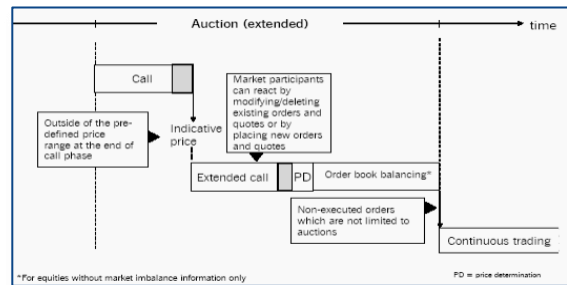 Auction (extended)
time
Call
Market participants
can react by
modifying/deleting
existing orders and
quotes or by
placing new orders
and quotes
Outside of the pre-
defined price
range at the end of
call phase
Indicative
price
Extended call
PD
Order book balancing*
Non-executed orders
which are not limited to
auctions
Continuous trading
*For equities without market imbalance information only
PD = price determination